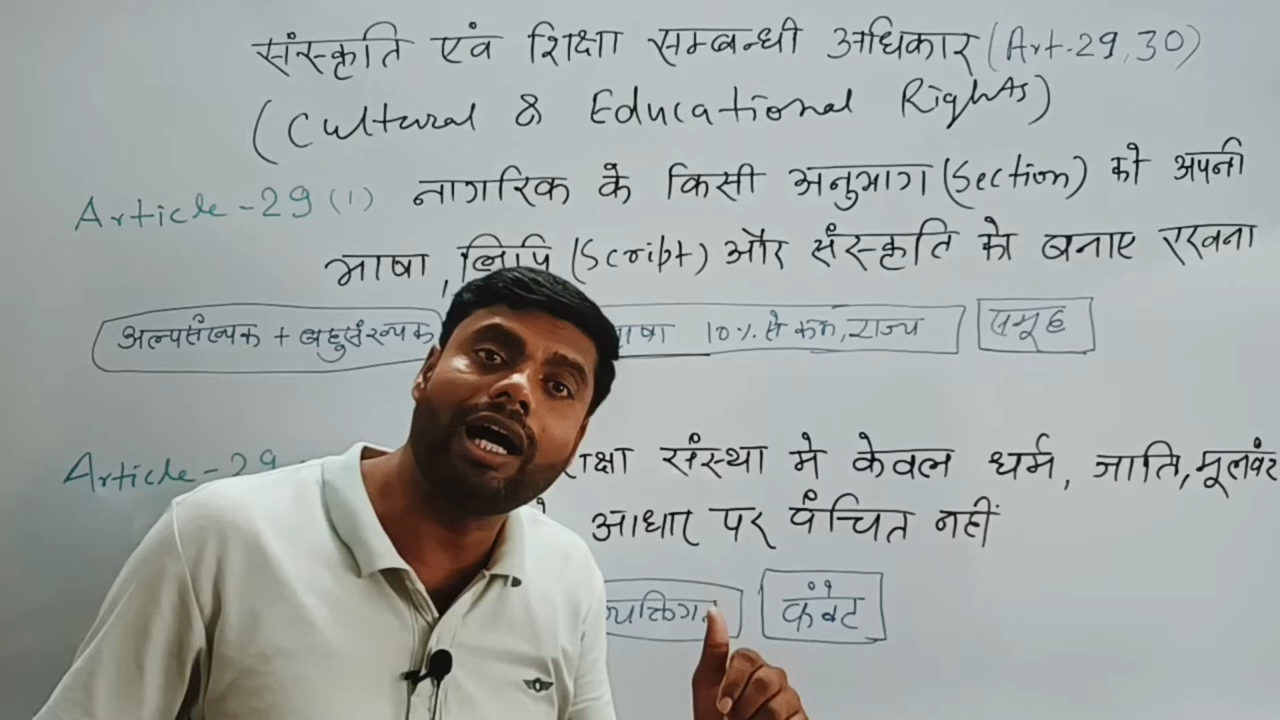 संस्कृति एवं शिक्षा सम्बन्धी अधिकार (Art-29,30)
(Cultural & Educational Rights)
Article-29 (1) नागरिक के किसी अनुभाग (Section) को अपनी
भाषा, लिपि (Script) और संस्कृति को बनाए रखना
अल्पसंख्यक + बहुसंख्यक भाषा 10% से कम, राज्य समूह
Article-29 संस्था मे केवल धर्म, जाति, मूलवंश
आधार पर वंचित नहीं